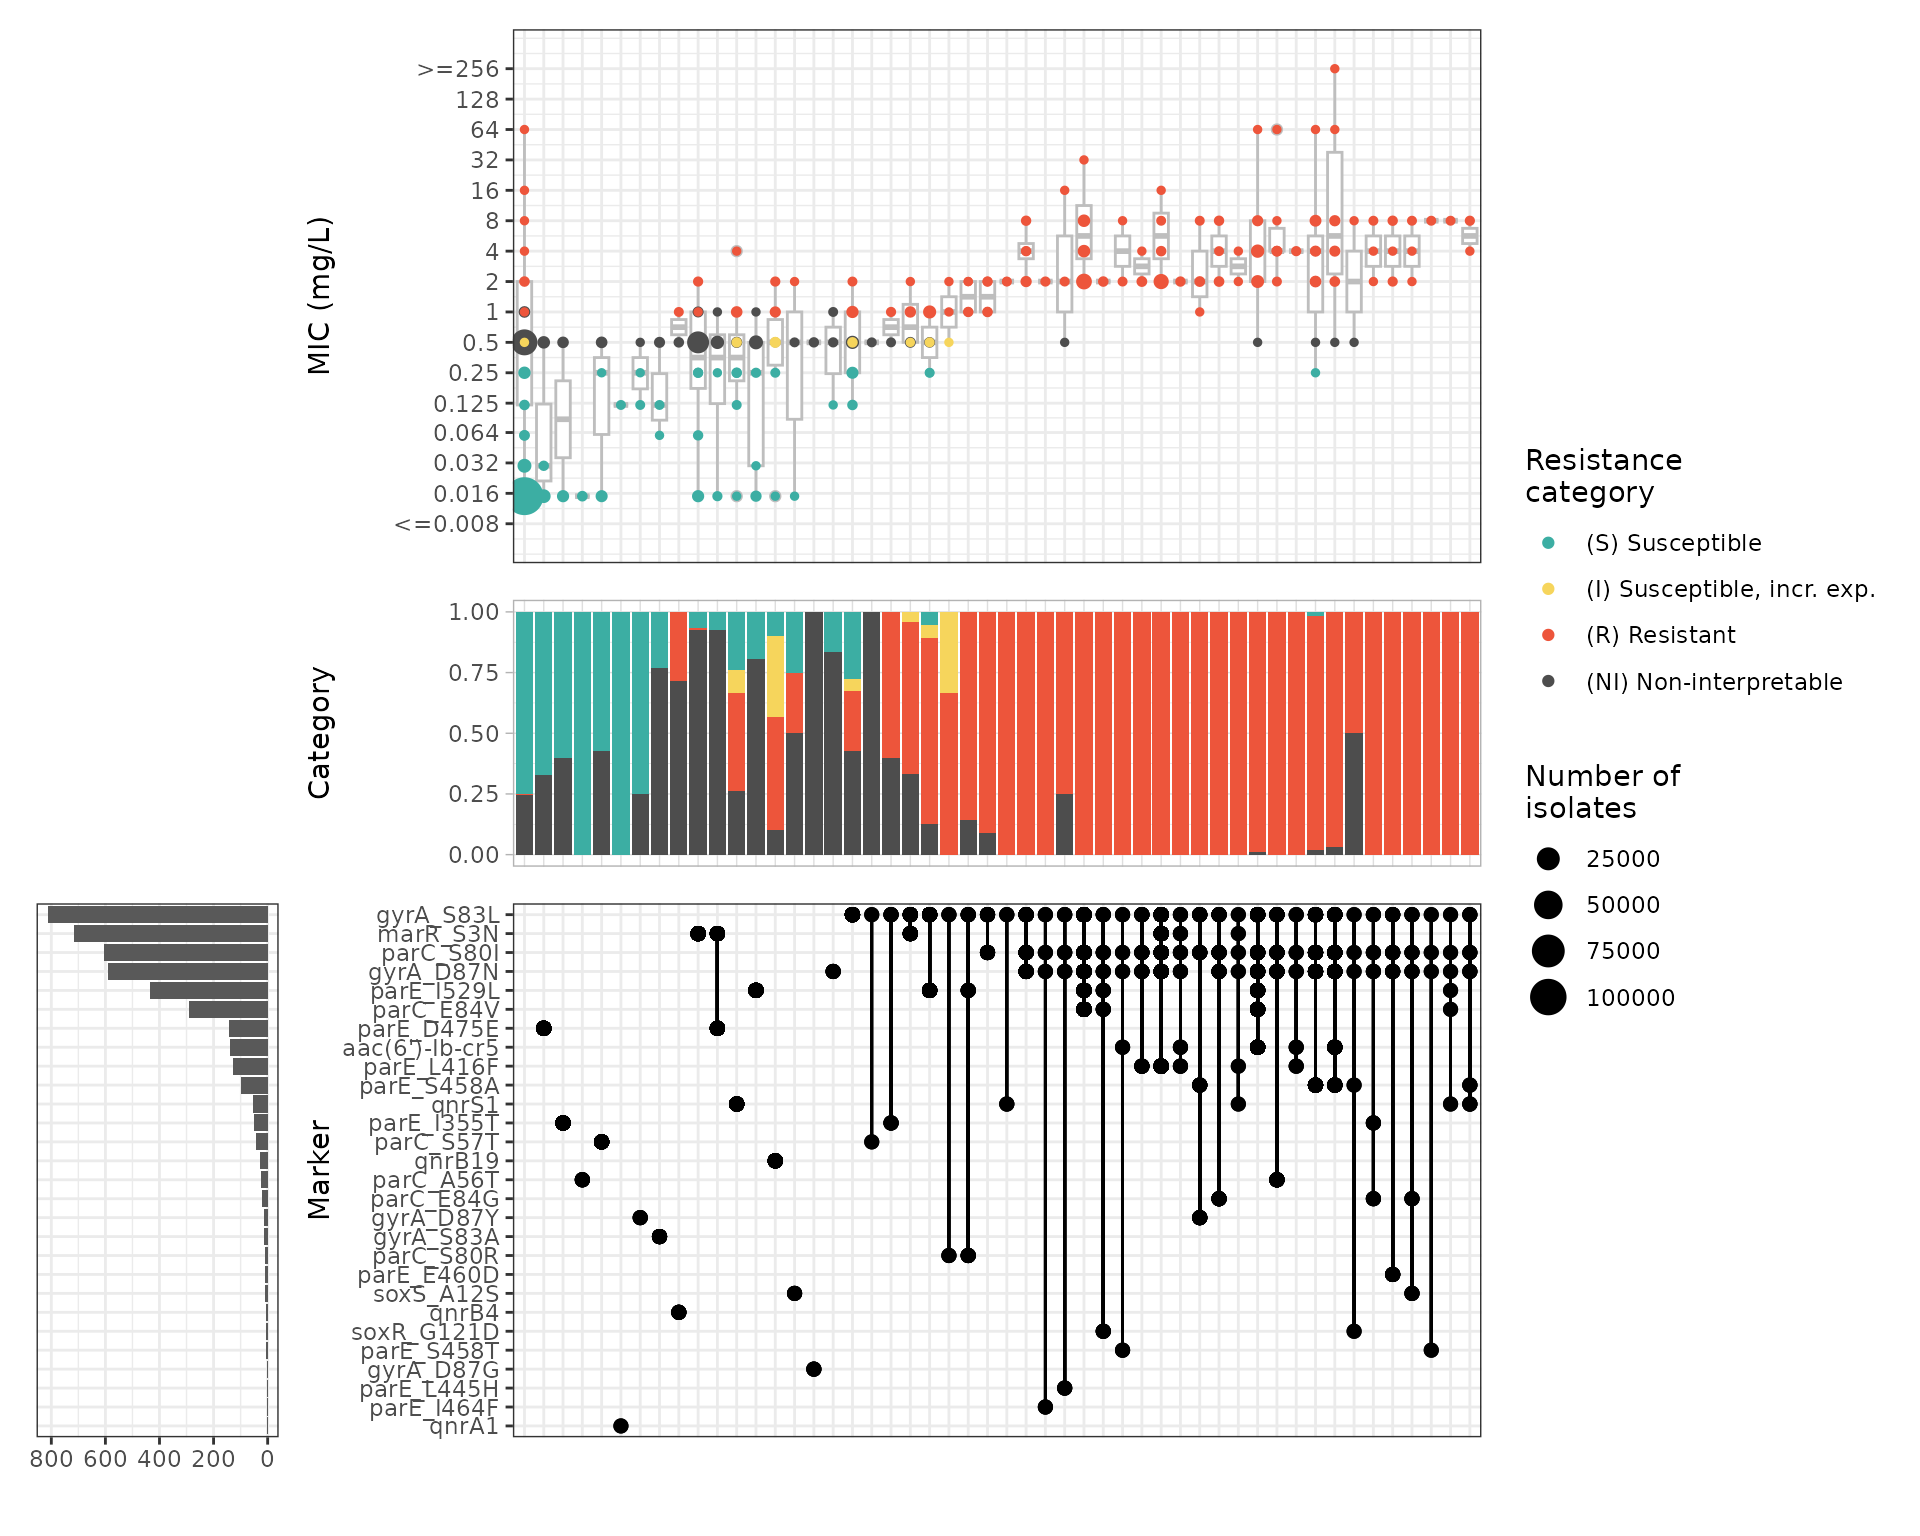 MIC (mg/L)
>=256
128
64
32
16
8
4
2
1
0.5
0.25
0.125
0.064
0.032
0.016
<=0.008
Category
1.00
0.75
0.50
0.25
0.00
Marker
gyrA_S83L
marR_S3N
parC_S80I
gyrA_D87N
parE_I529L
parC_E84V
parE_D475E
aac(6')-Ib-cr5
parE_L416F
parE_S458A
qnrS1
parE_I355T
parC_S57T
qnrB19
parC_A56T
parC_E84G
gyrA_D87Y
gyrA_S83A
parC_S80R
parE_E460D
soxS_A12S
qnrB4
soxR_G121D
parE_S458T
gyrA_D87G
parE_L445H
parE_I464F
qnrA1
800 600 400 200 0
Resistance
category
(S) Susceptible
(I) Susceptible, incr. exp.
(R) Resistant
(NI) Non-interpretable
Number of
isolates
25000
50000
75000
100000